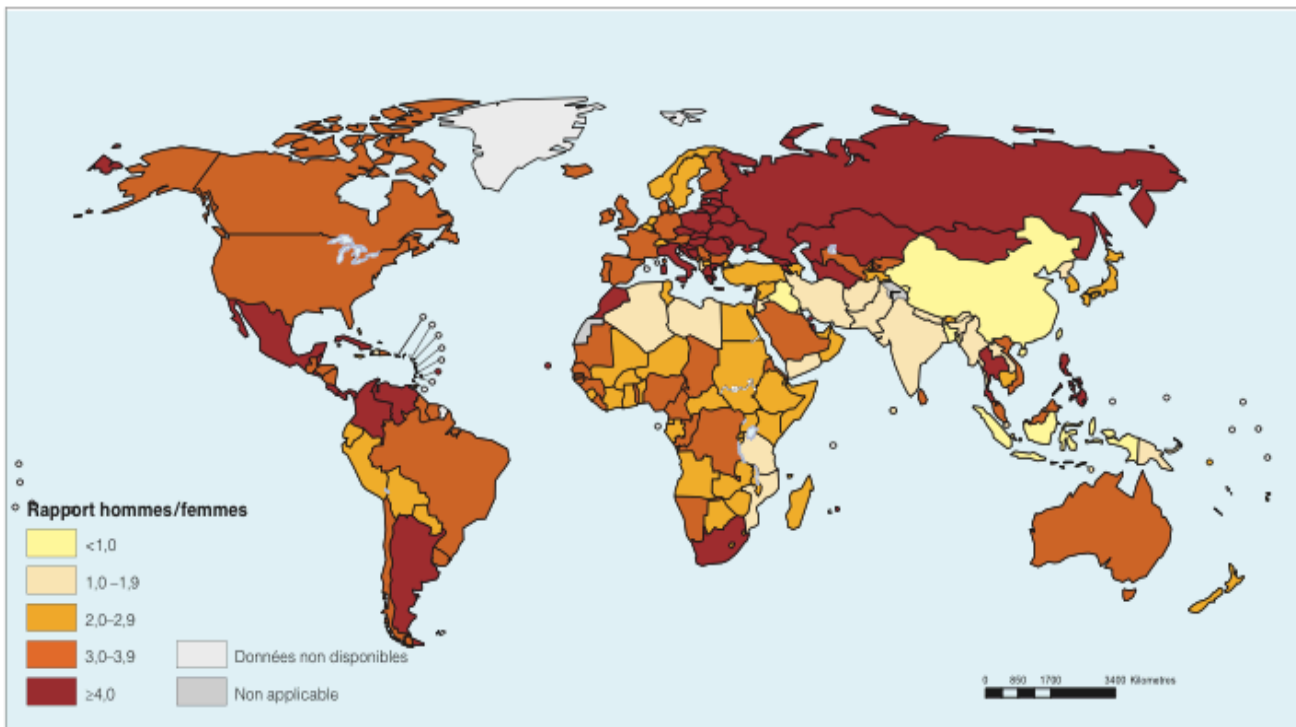 Rapport hommes/femmes
<1,0
1,0 –1,9
2,0–2,9
3,0–3,9
≥4,0
Données non disponibles
Non applicable
0 850 1700 3400 Kilometres